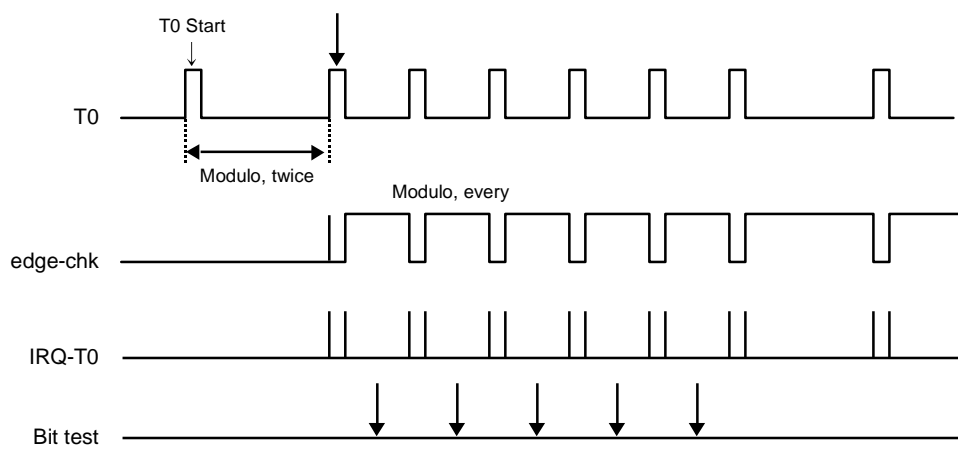 T0 Start
T0
Modulo, twice
Modulo, every
edge-chk
IRQ-T0
Bit test